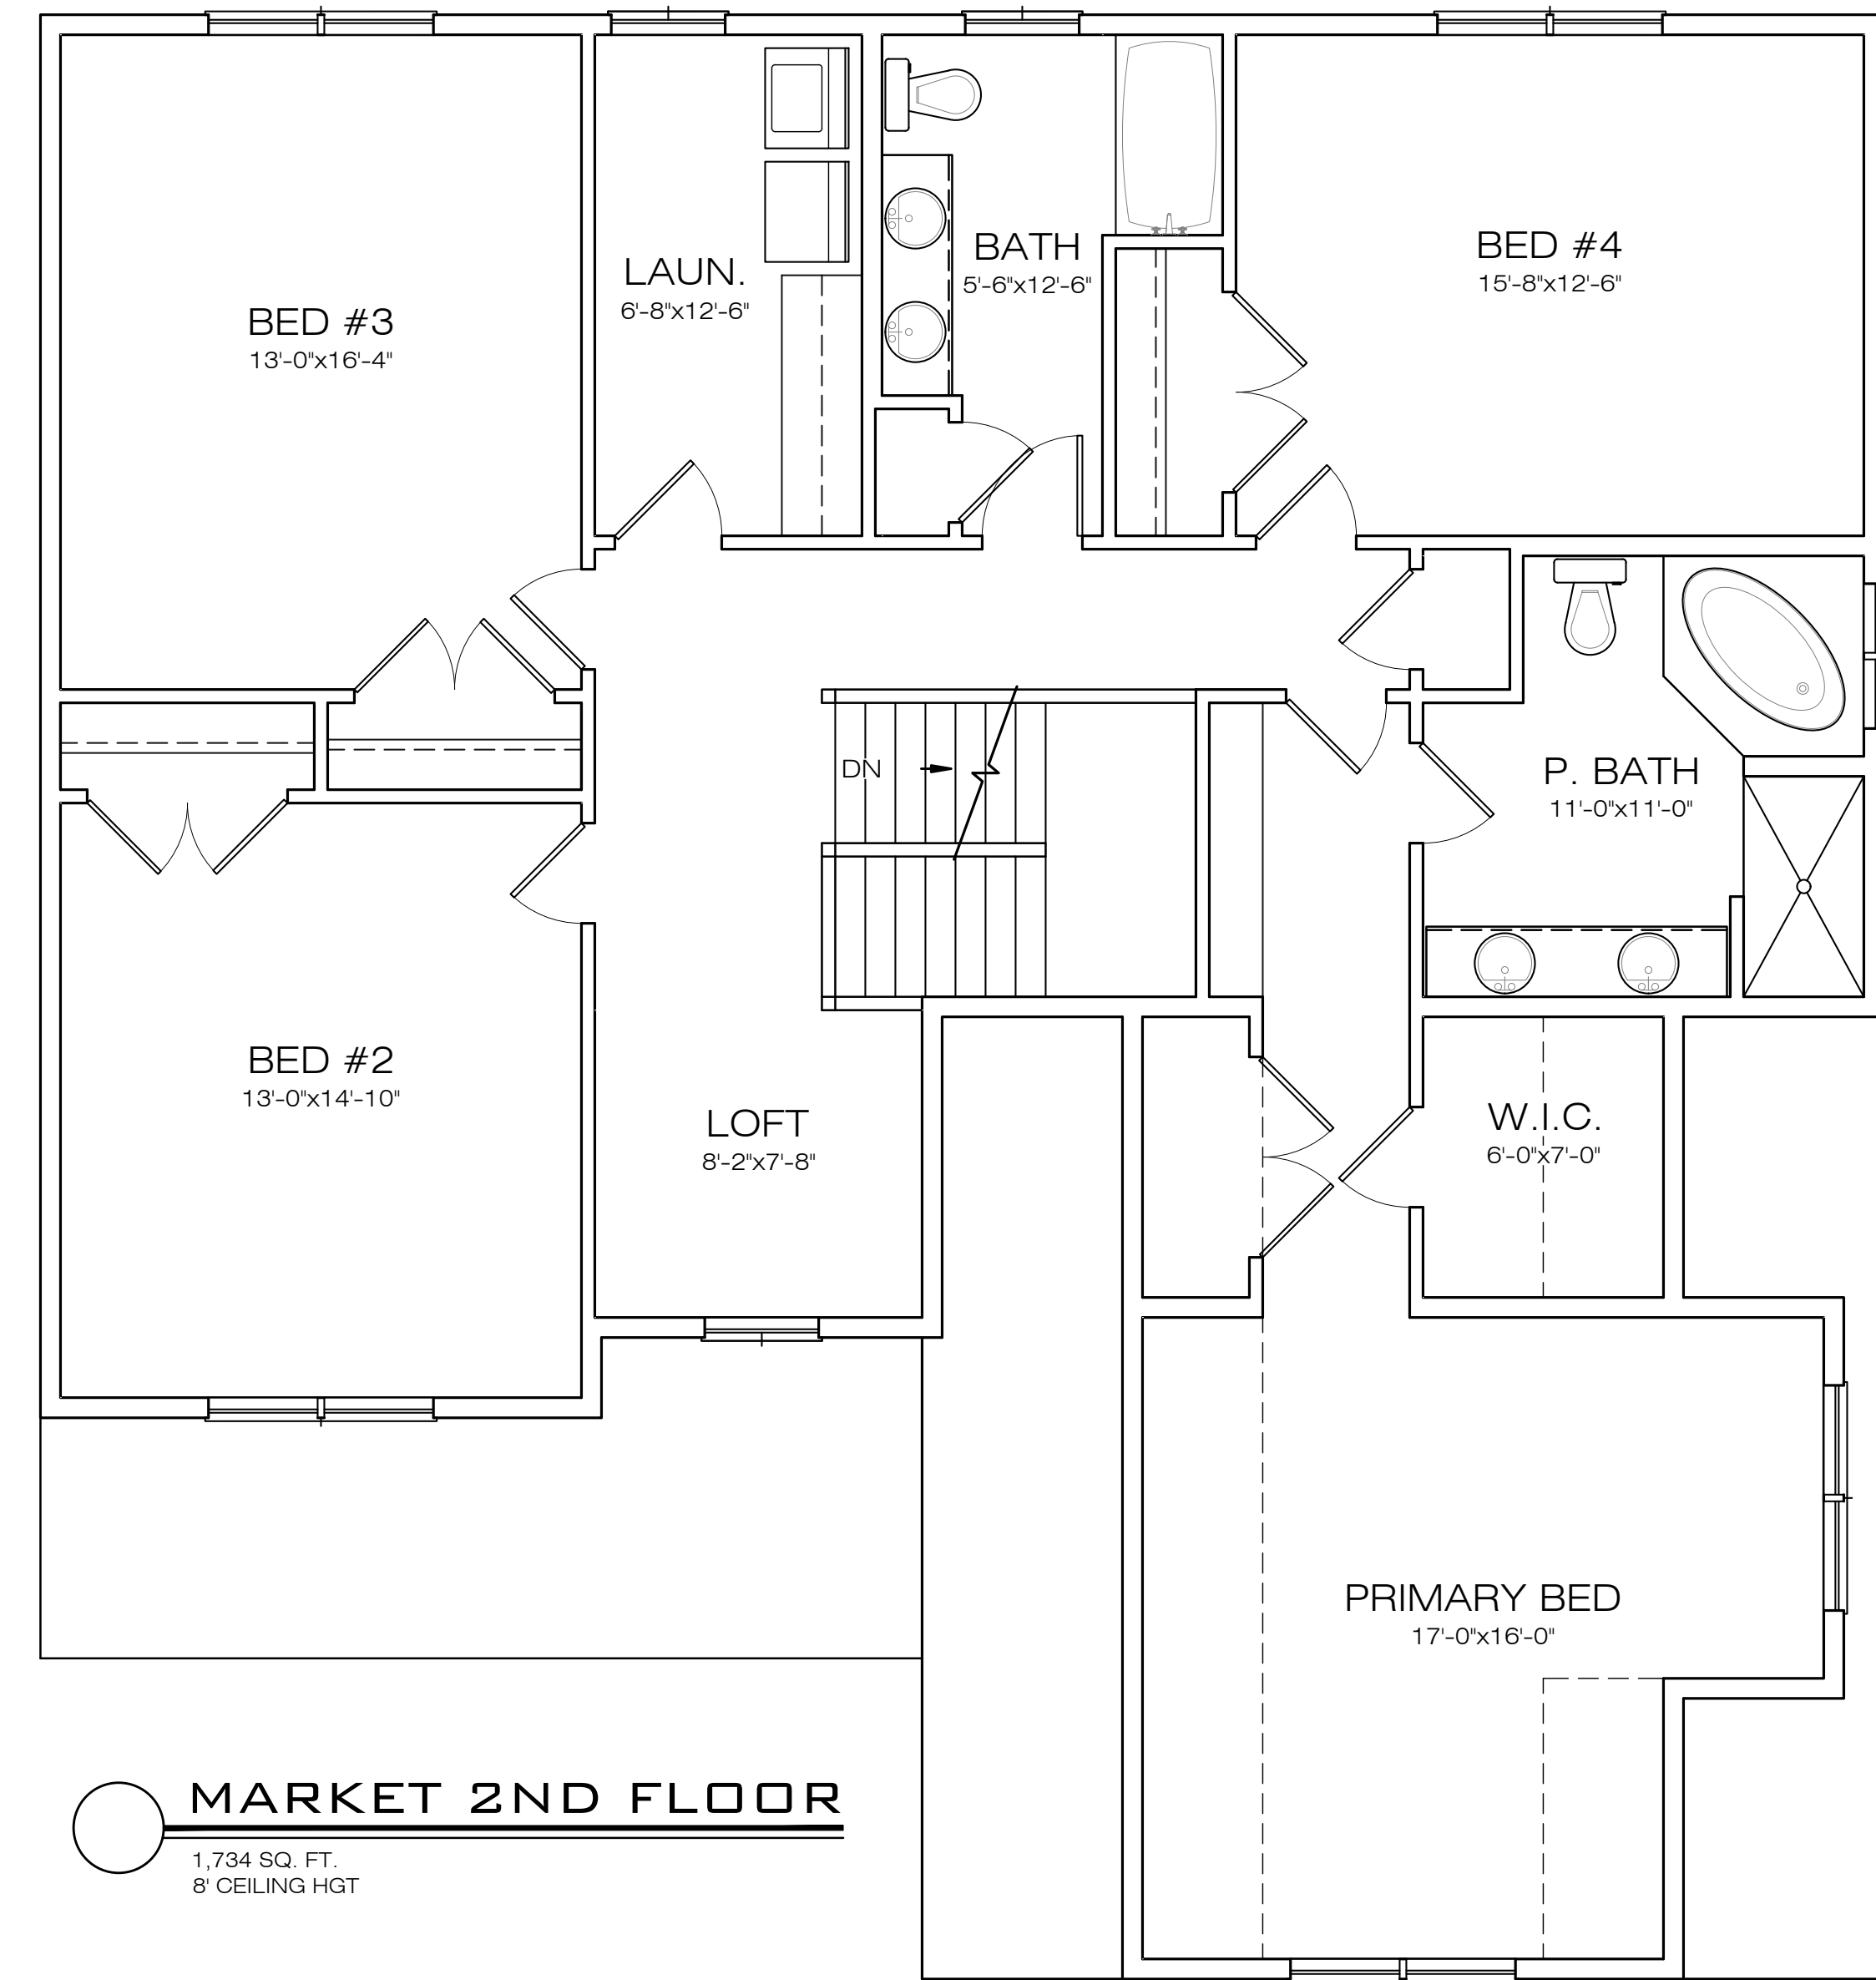 BED #3
13'-0"x16'-4"
LAUN.
6'-8"x12'-6"
BATH
5'-6"x12'-6"
BED #4
15'-8"x12'-6"
DN
P. BATH
11'-0"x11'-0"
BED #2
13'-0"x14'-10"
LOFT
8'-2"x7'-8"
W.I.C.
6'-0"x7'-0"
PRIMARY BED
17'-0"x16'-0"
MARKET 2ND FLOOR
1,734 SQ. FT.
8' CEILING HGT